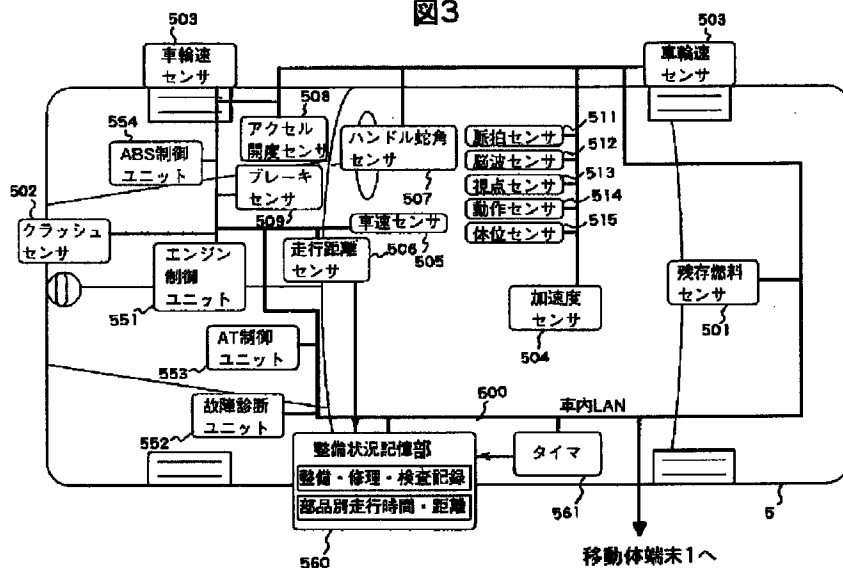 図3
503
車輪速
センサ
503
車輪速
センサ
508
アクセル
開度センサ
554
ABS制御
ユニット
ハンドル蛇角
センサ
507
511
脈拍センサ
512
脳波センサ
513
視点センサ
514
動作センサ
515
体位センサ
ブレーキ
センサ
509
502
クラッシュ
センサ
車速センサ
505
走行距離
センサ
506
エンジン
制御
ユニット
551
加速度
センサ
504
残存燃料
センサ
501
AT制御
ユニット
553
500
車内LAN
故障診断
ユニット
552
整備状況記憶部
整備・修理・検査記録
部品別走行時間・距離
560
タイマ
561
5
移動体端末1へ